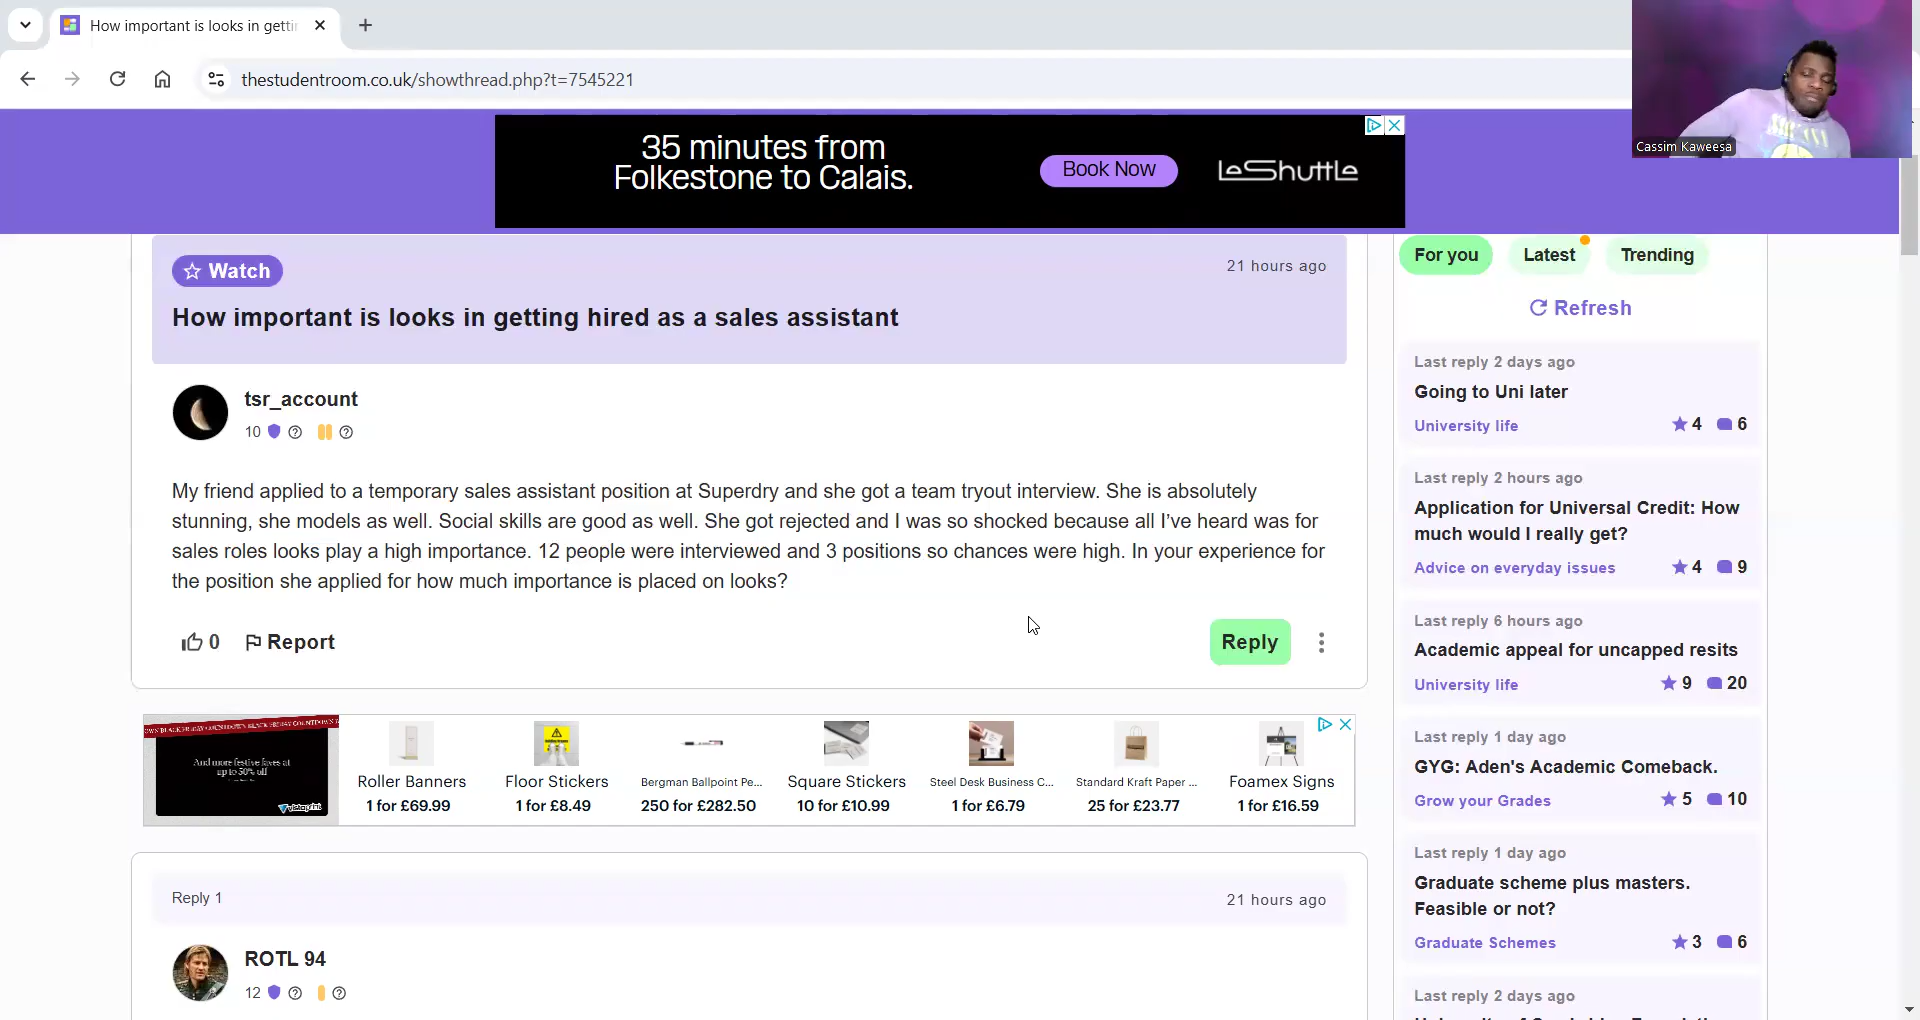 How important is looks in getti
thestudentroom.co.uk/showthread.php?t=7545221
Cassim Kaweesa
35 minutes from
Folkestone to Calais.
Book Now
LeShuttle
Watch
21 hours ago
How important is looks in getting hired as a sales assistant
tsr_account
10
My friend applied to a temporary sales assistant position at Superdry and she got a team tryout interview. She is absolutely
stunning, she models as well. Social skills are good as well. She got rejected and I was so shocked because all I've heard was for
sales roles looks play a high importance. 12 people were interviewed and 3 positions so chances were high. In your experience for
the position she applied for how much importance is placed on looks?
0 Report
Reply
And more festive faves at
up to 50% off
vistaprint
Roller Banners
1 for £69.99
Floor Stickers
1 for £8.49
Bergman Ballpoint Pe...
250 for £282.50
Square Stickers
10 for £10.99
Steel Desk Business C...
1 for £6.79
Standard Kraft Paper ...
25 for £23.77
Foamex Signs
1 for £16.59
Reply 1
21 hours ago
ROTL 94
12
For you
Latest
Trending
Refresh
Last reply 2 days ago
Going to Uni later
University life 4 6
Last reply 2 hours ago
Application for Universal Credit: How
much would I really get?
Advice on everyday issues 4 9
Last reply 6 hours ago
Academic appeal for uncapped resits
University life 9 20
Last reply 1 day ago
GYG: Aden's Academic Comeback.
Grow your Grades 5 10
Last reply 1 day ago
Graduate scheme plus masters.
Feasible or not?
Graduate Schemes 3 6
Last reply 2 days ago